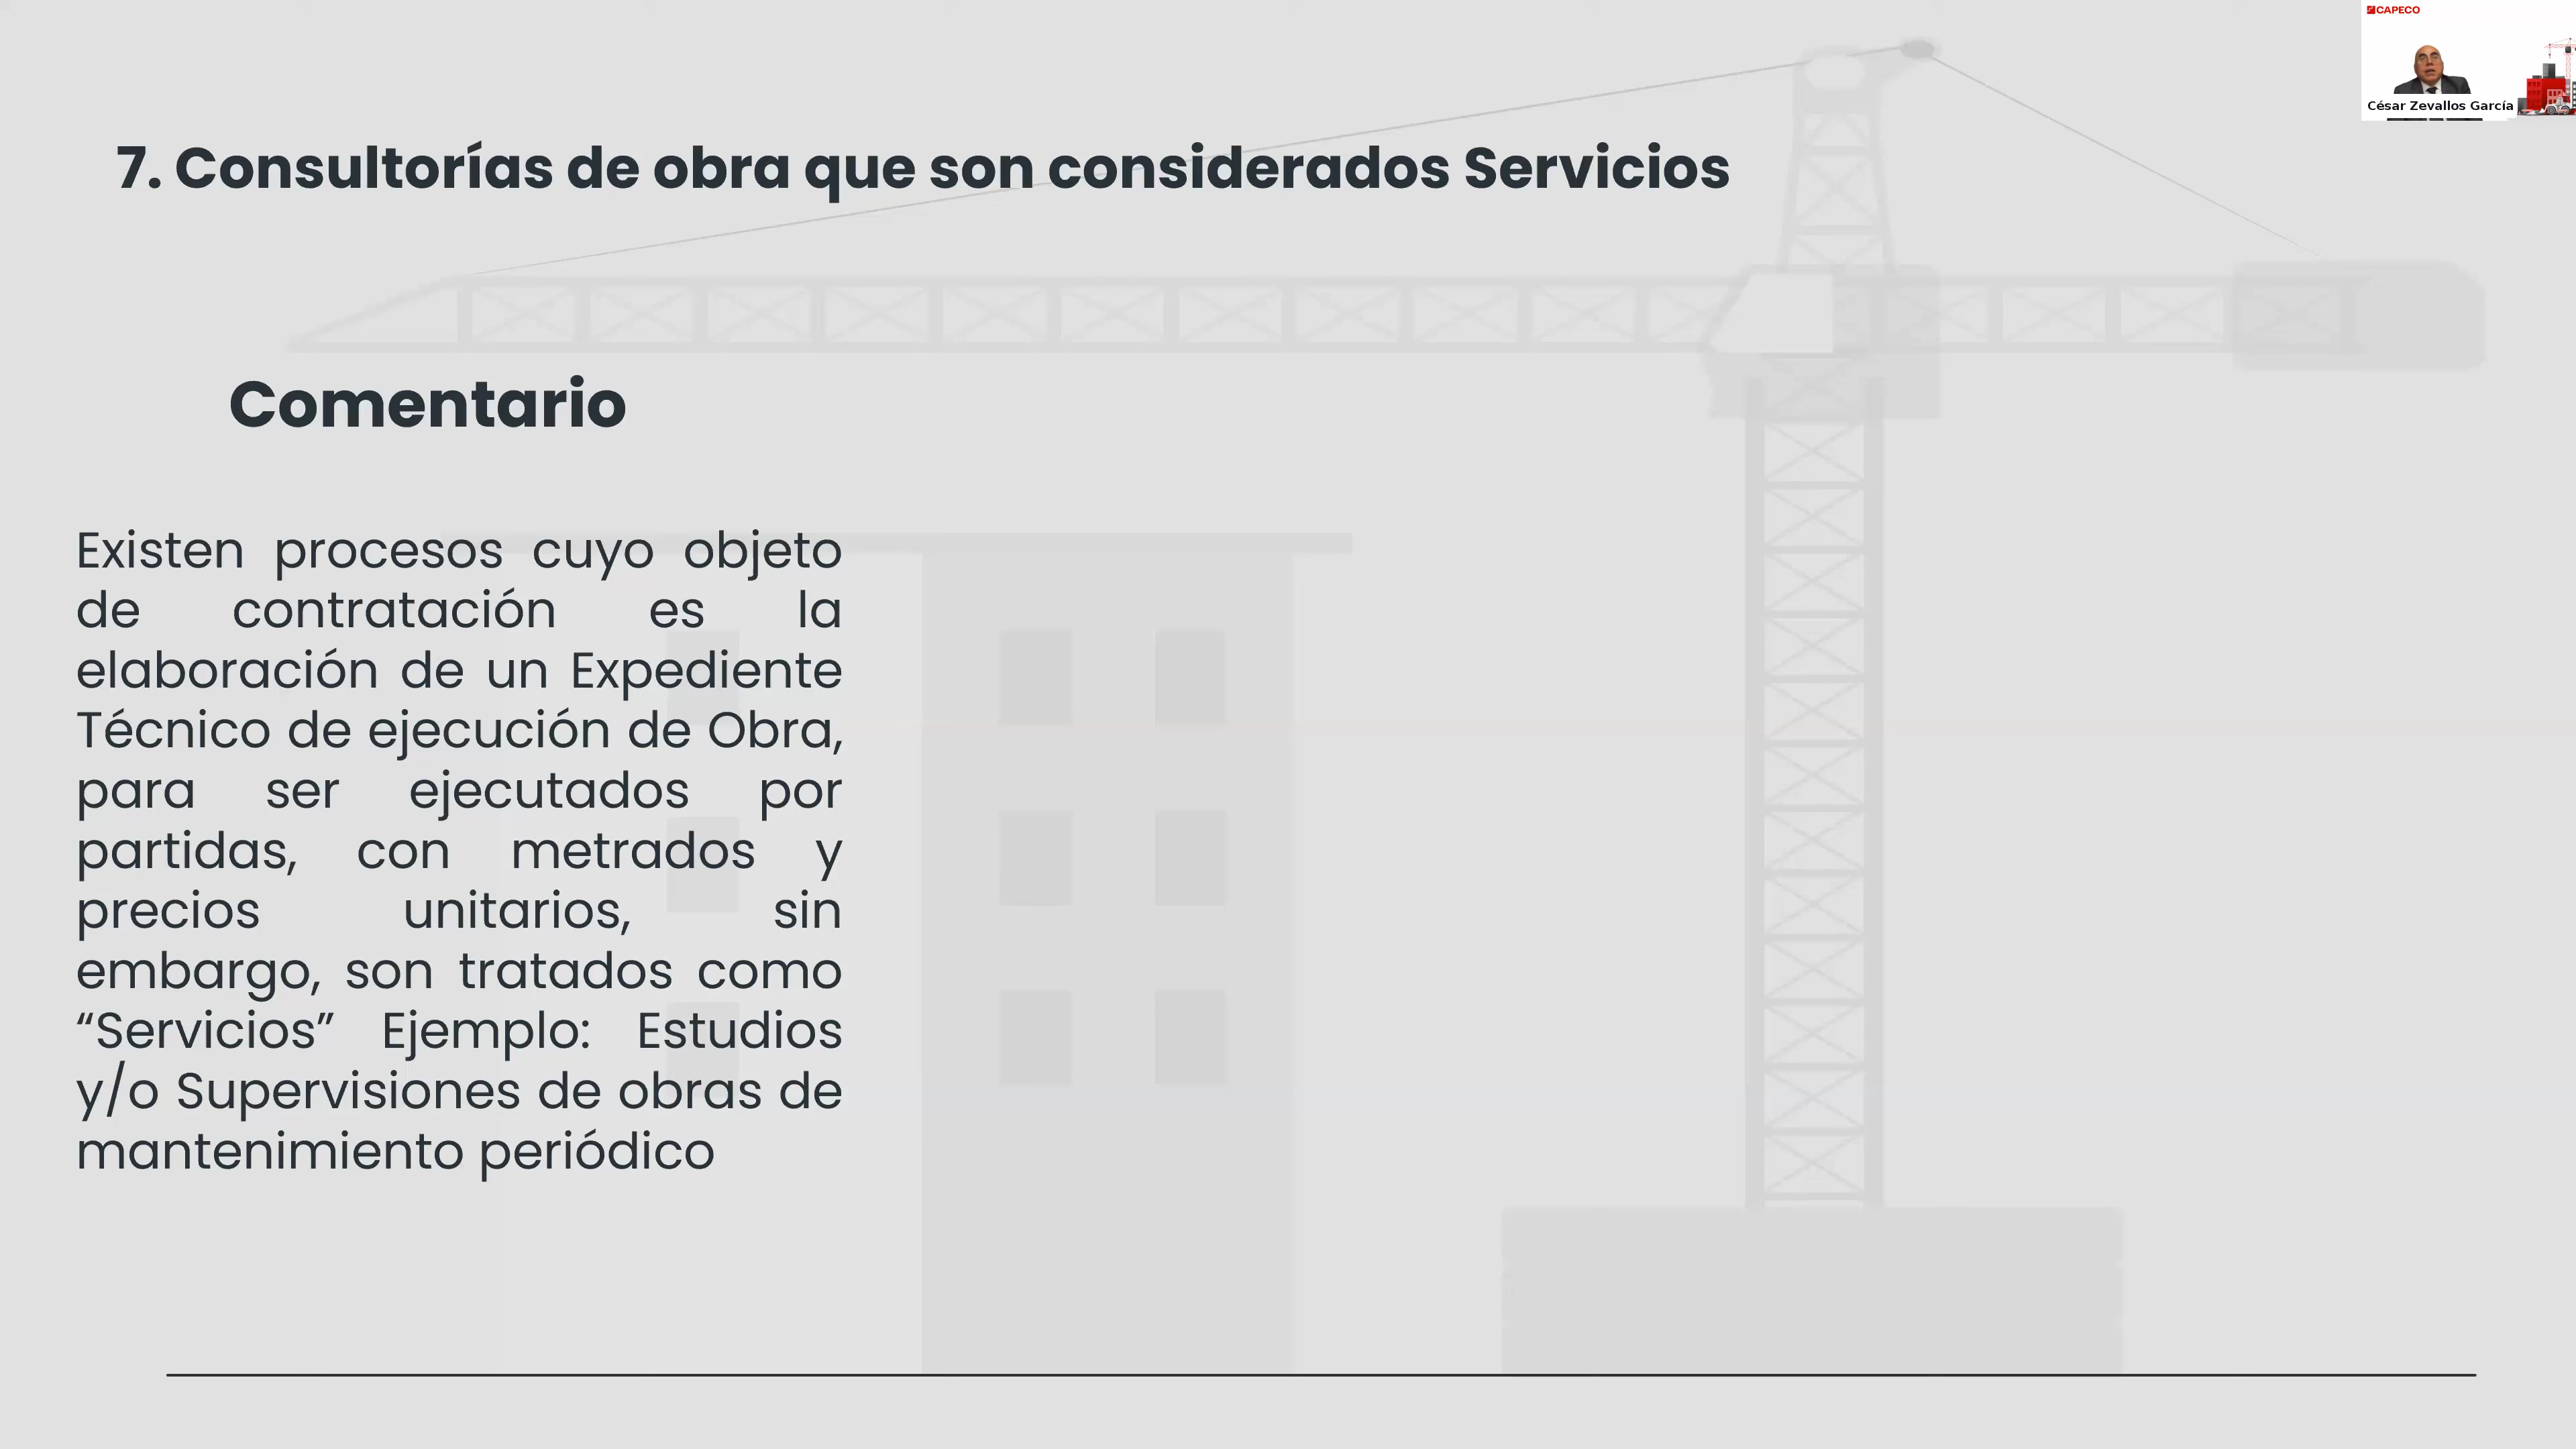 CAPECO
César Zevallos García
7. Consultorías de obra que son considerados Servicios
Comentario
Existen procesos cuyo objeto
de contratación es la
elaboración de un Expediente
Técnico de ejecución de Obra,
para ser ejecutados por
partidas, con metrados y
precios unitarios, sin
embargo, son tratados como
“Servicios” Ejemplo: Estudios
y/o Supervisiones de obras de
mantenimiento periódico